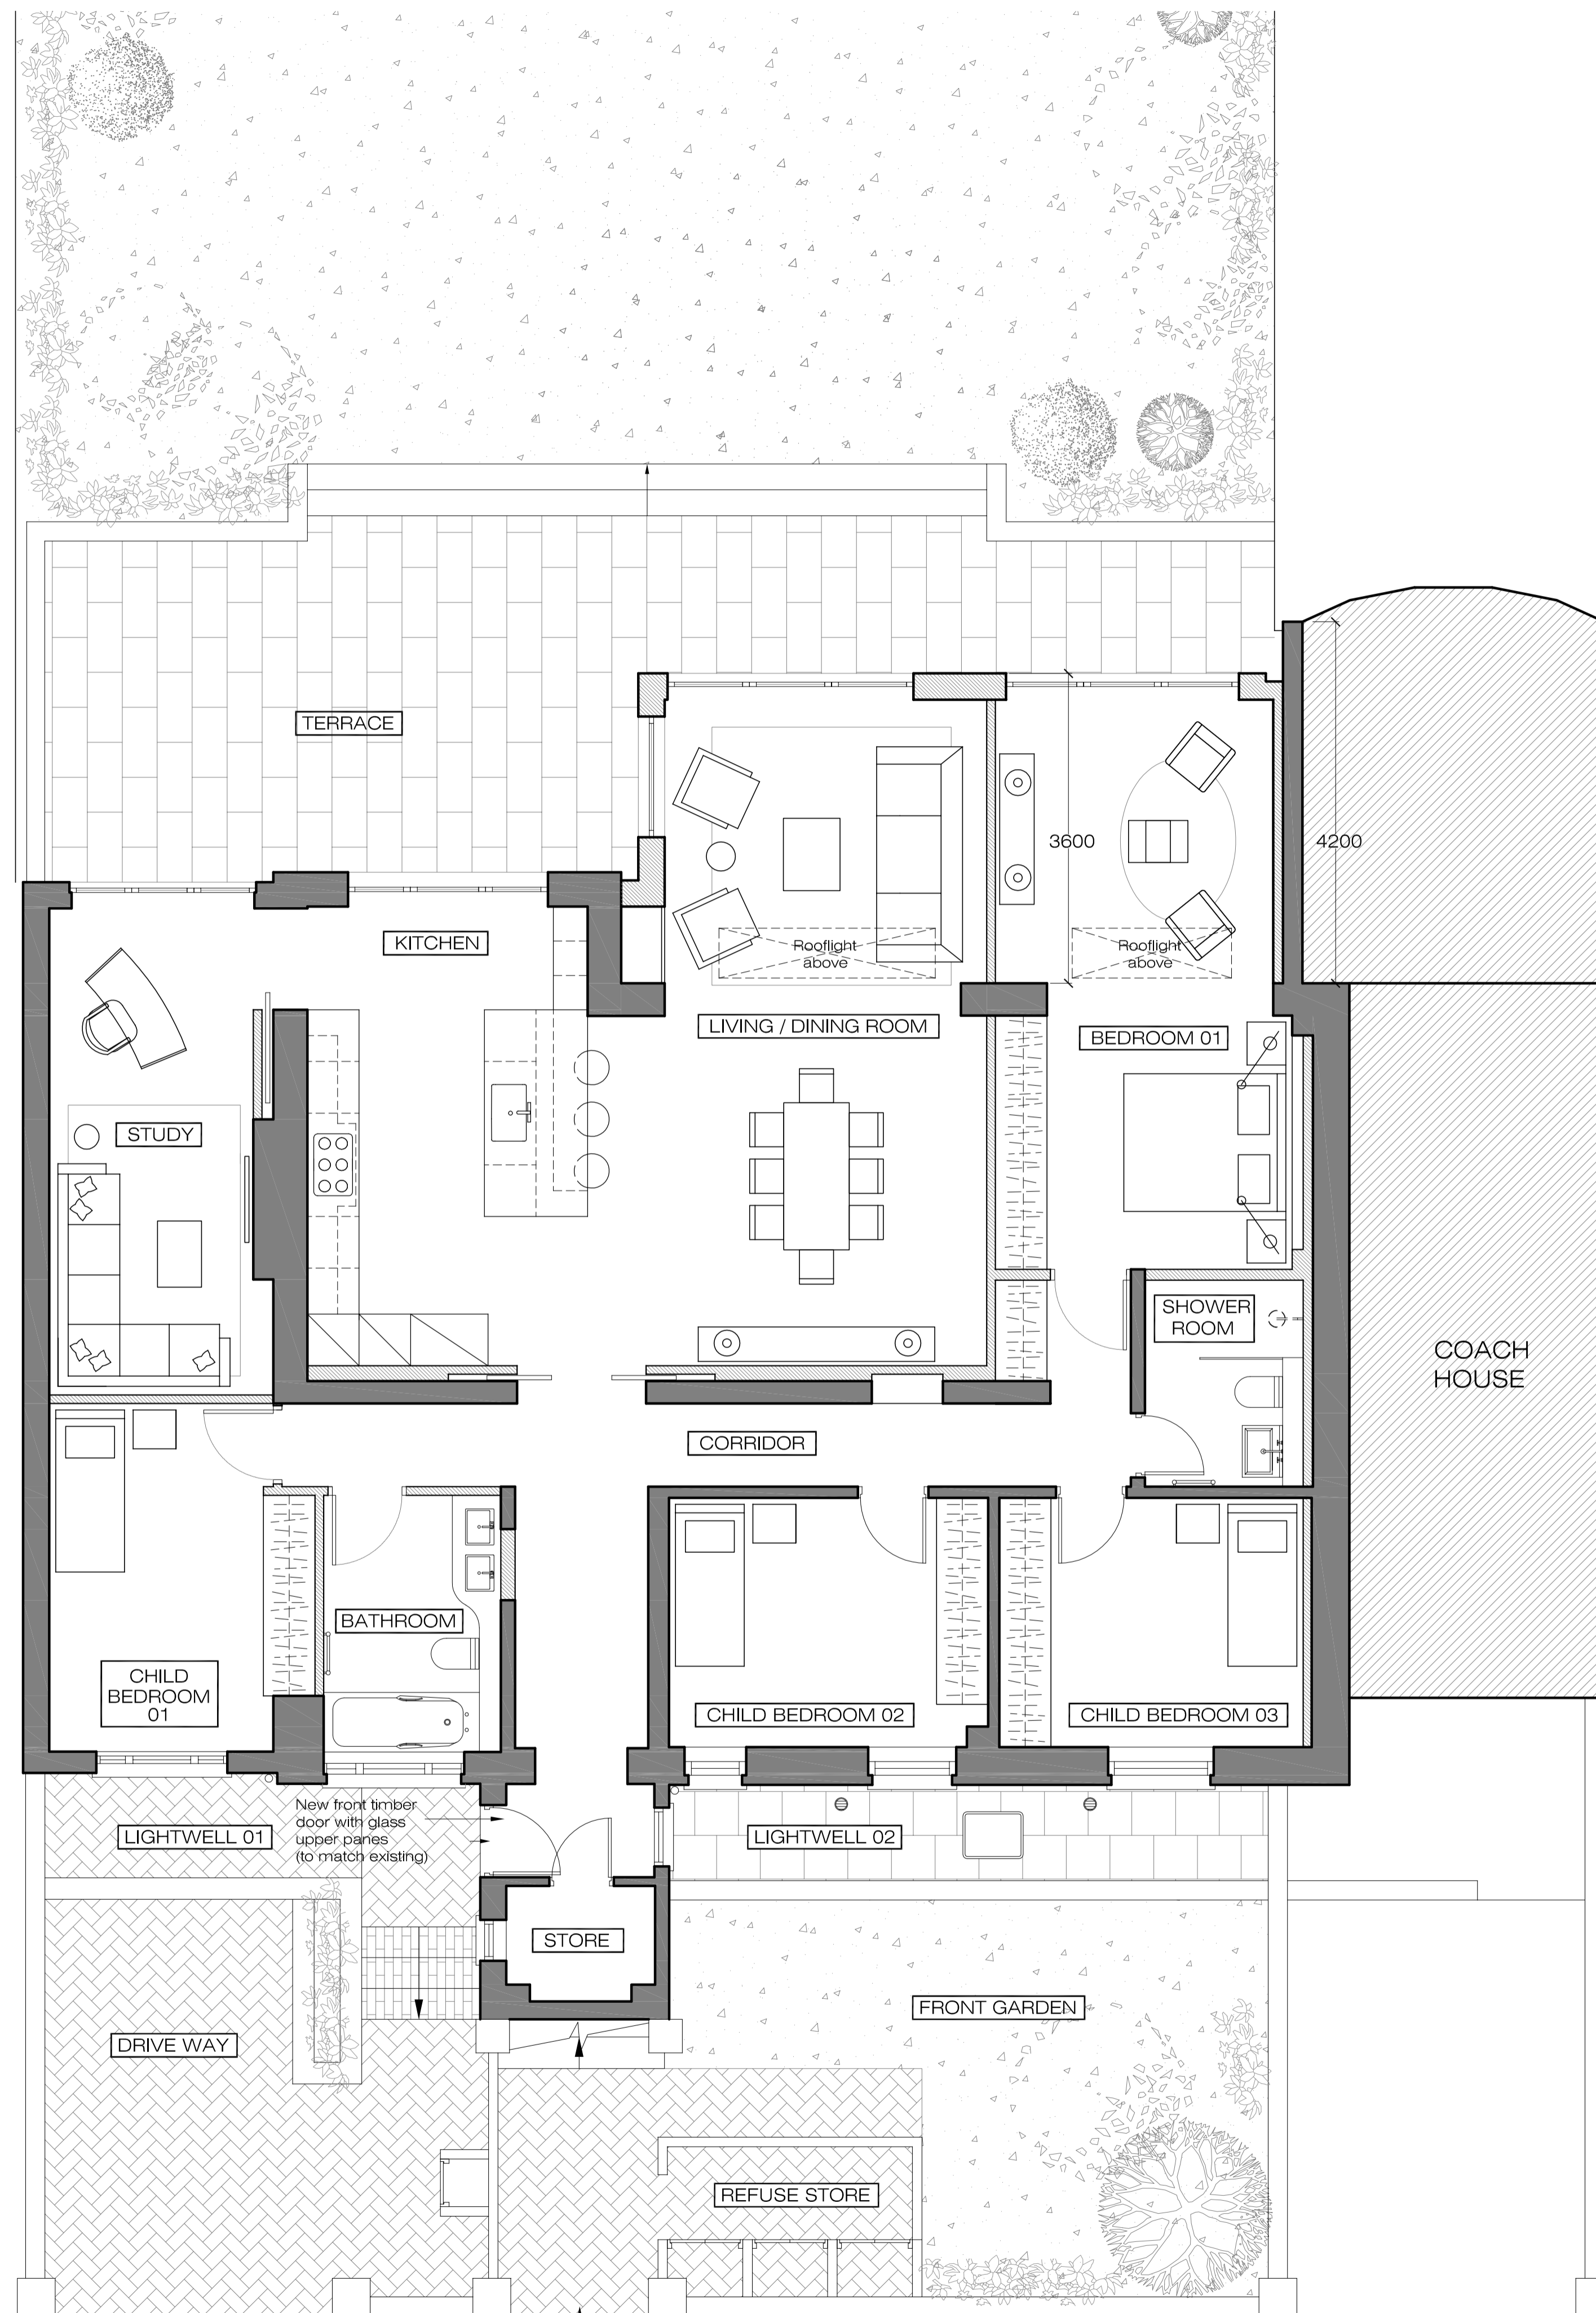 TERRACE
3600
4200
KITCHEN
Rooflight
above
Rooflight
above
LIVING / DINING ROOM
BEDROOM 01
STUDY
SHOWER
ROOM
COACH
HOUSE
CORRIDOR
BATHROOM
CHILD
BEDROOM
01
CHILD BEDROOM 02
CHILD BEDROOM 03
New front timber
door with glass
upper panes
(to match existing)
LIGHTWELL 01
LIGHTWELL 02
STORE
FRONT GARDEN
DRIVE WAY
REFUSE STORE